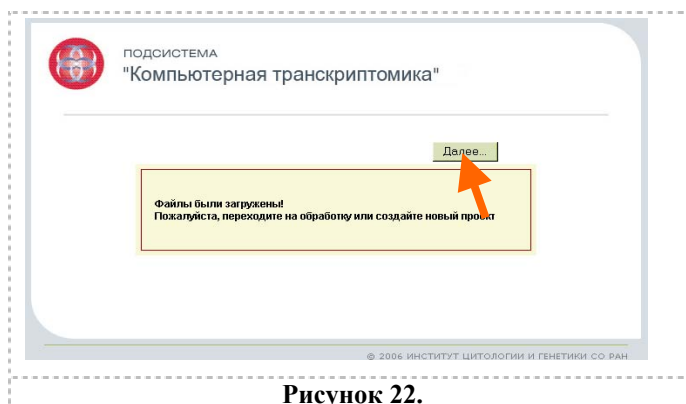 ПОДСИСТЕМА
"Компьютерная транскриптомика"
Далее...
Файлы были загружены!
Пожалуйста, переходите на обработку или создайте новый проект
© 2006 ИНСТИТУТ ЦИТОЛОГИИ И ГЕНЕТИКИ СО РАН
Рисунок 22.